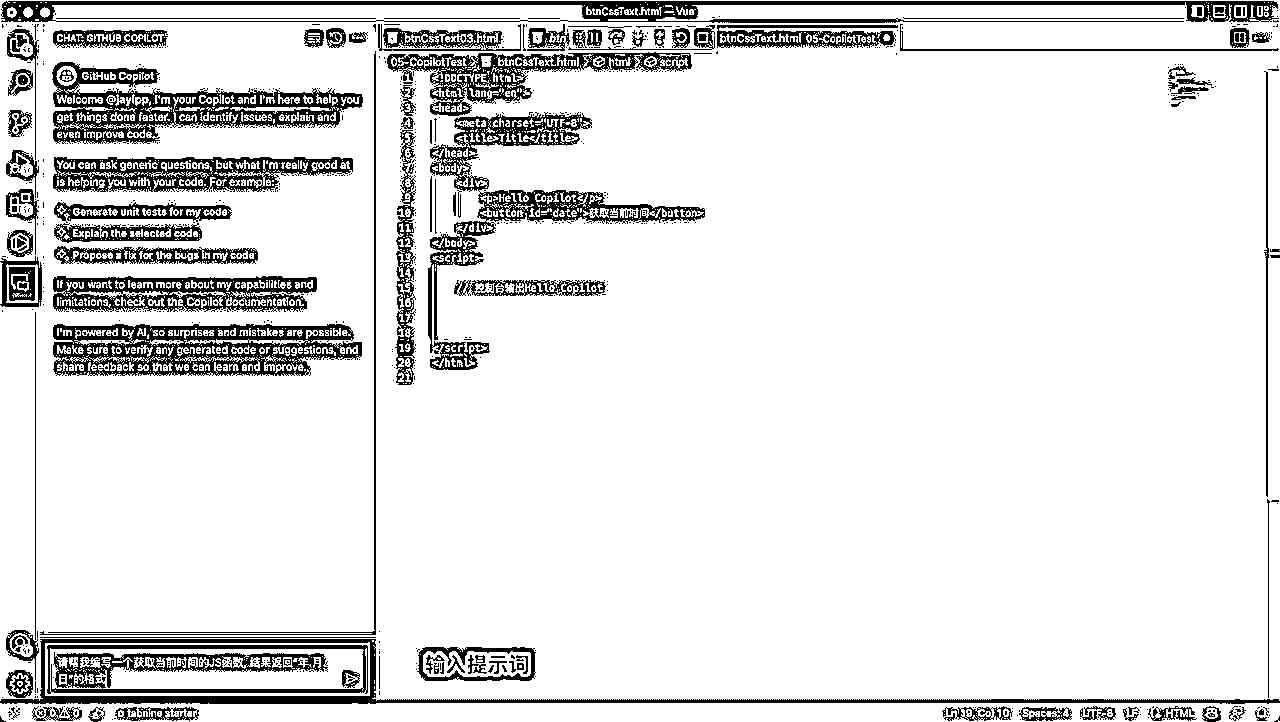 btnCssText.html — Vue
CHAT: GITHUB COPILOT
btnCssText03.html
btnCssText.html 05-CopilotTest
05-CopilotTest > btnCssText.html > html > script
GitHub Copilot
Welcome @jaylpp, I'm your Copilot and I'm here to help you
get things done faster. I can identify issues, explain and
even improve code.
You can ask generic questions, but what I'm really good at
is helping you with your code. For example:
Generate unit tests for my code
Explain the selected code
Propose a fix for the bugs in my code
If you want to learn more about my capabilities and
limitations, check out the Copilot documentation.
I'm powered by AI, so surprises and mistakes are possible.
Make sure to verify any generated code or suggestions, and
share feedback so that we can learn and improve.
请帮我编写一个获取当前时间的JS函数,结果返回"年-月
日"的格式
1 <!DOCTYPE html>
2 <html lang="en">
3 <head>
4 <meta charset="UTF-8">
5 <title>Title</title>
6 </head>
7 <body>
8 <div>
9 <p>Hello Copilot</p>
10 <button id="date">获取当前时间</button>
11 </div>
12 </body>
13 <script>
14
15 // 控制台输出Hello Copilot
16
17
18
19 </script>
20 </html>
21
输入提示词
0 0
tabnine starter
Spaces: 4
UTF-8
LF
HTML